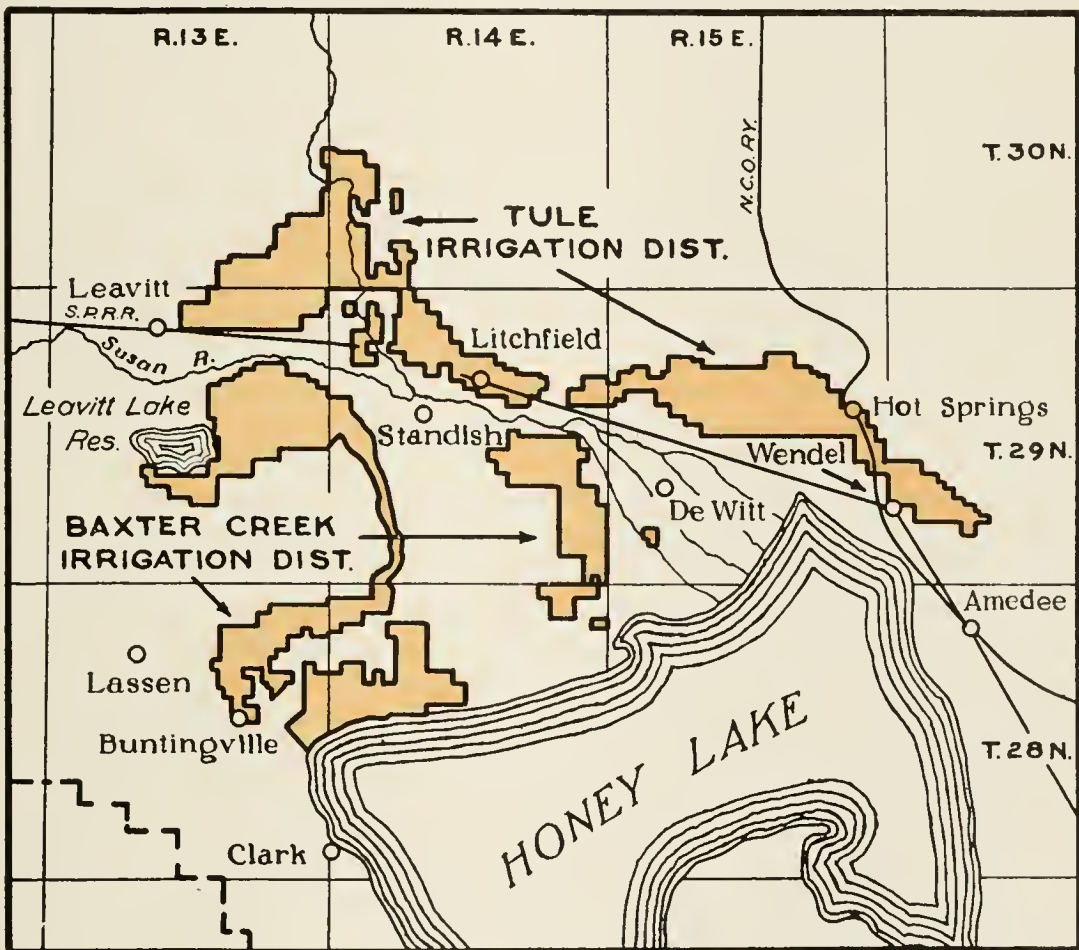 R.13 E.
R.14 E.
R.15 E.
T. 30N.
N.C.O. RY.
TULE
IRRIGATION DIST.
Leavitt
S.P.R.R.
Susan R.
Litchfield
Leavitt Lake
Res.
Standish
Hot Springs
T. 29N.
Wendel
De Witt
BAXTER CREEK
IRRIGATION DIST.
Amedee
Lassen
Buntingville
HONEY LAKE
T. 28N.
Clark